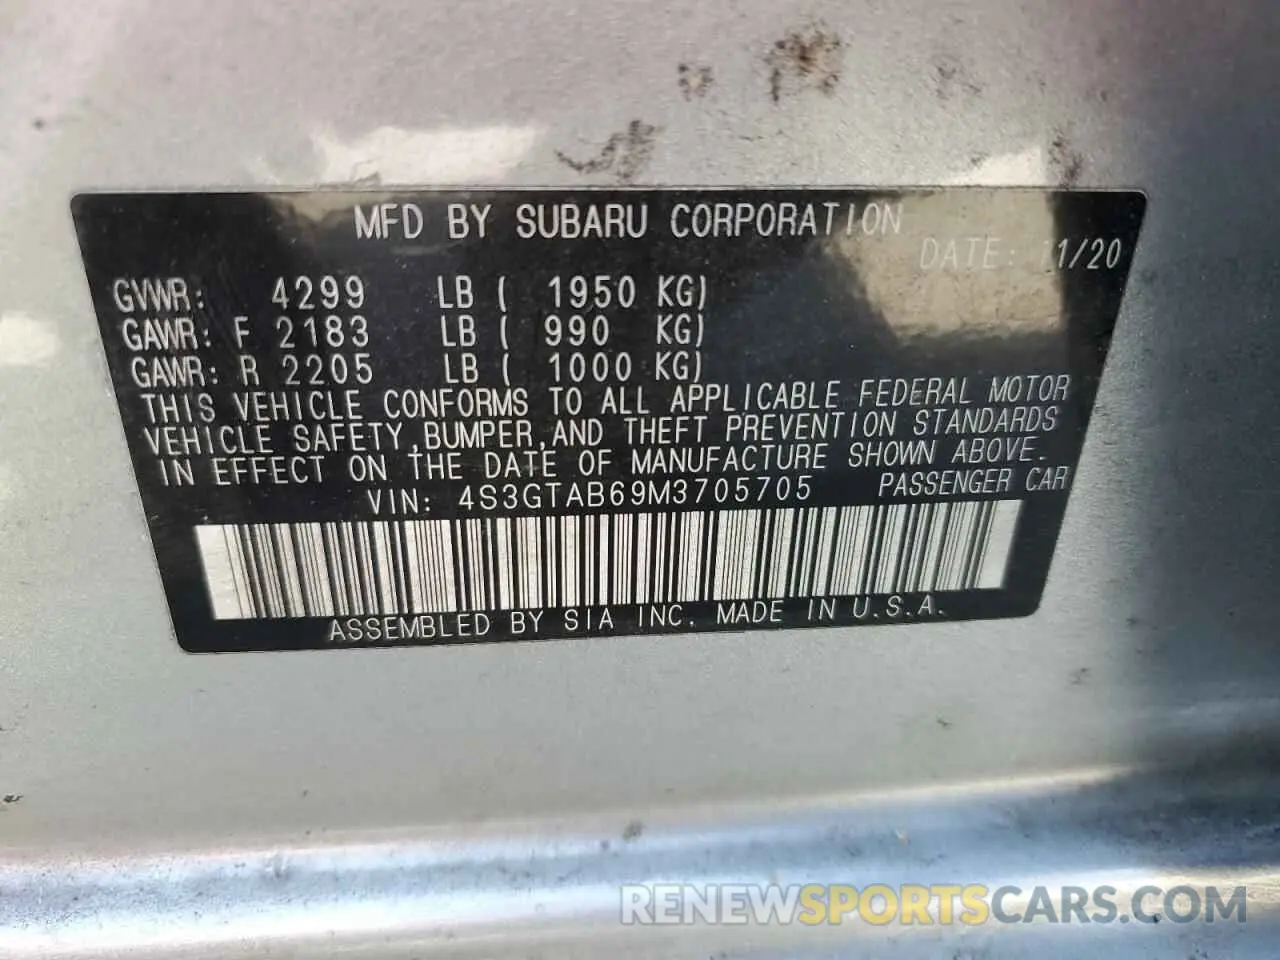 MFD BY SUBARU CORPORATION
DATE: 11/20
GVWR: 4299 LB ( 1950 KG)
GAWR: F 2183 LB ( 990 KG)
GAWR: R 2205 LB ( 1000 KG)
THIS VEHICLE CONFORMS TO ALL APPLICABLE FEDERAL MOTOR
VEHICLE SAFETY,BUMPER,AND THEFT PREVENTION STANDARDS
IN EFFECT ON THE DATE OF MANUFACTURE SHOWN ABOVE.
VIN: 4S3GTAB69M3705705 PASSENGER CAR
ASSEMBLED BY SIA INC. MADE IN U.S.A.
RENEWSPORTSCARS.COM